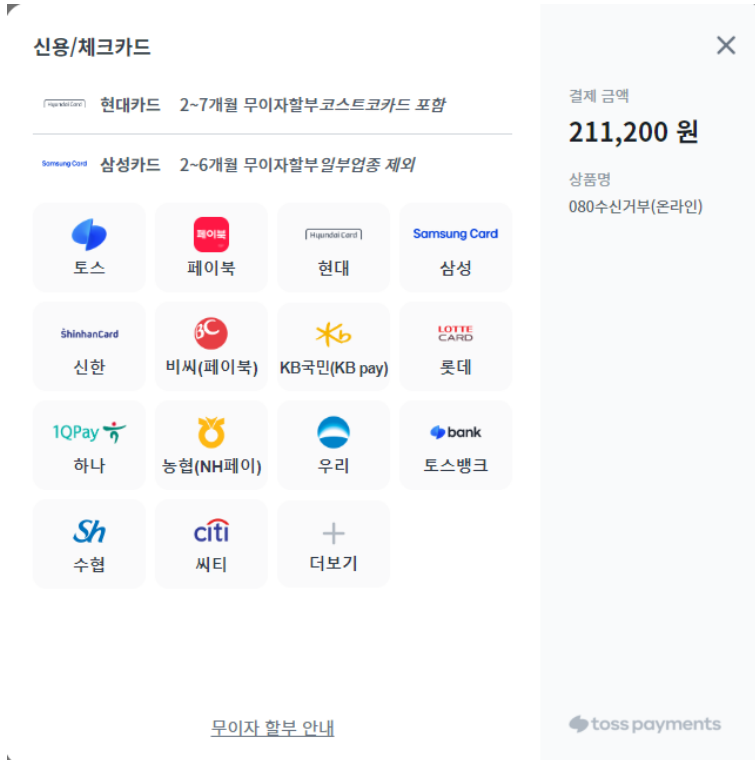 신용/체크카드
HyundaiCard 현대카드 2~7개월 무이자할부코스트코카드 포함
Samsung Card 삼성카드 2~6개월 무이자할부일부업종 제외
토스
페이북
페이북
Hyundai Card
현대
Samsung Card
삼성
ShinhanCard
신한
BC
비씨(페이북)
Kb
KB국민(KB pay)
LOTTE
CARD
롯데
1QPay
하나
농협(NH페이)
우리
bank
토스뱅크
Sh
수협
citi
씨티
더보기
무이자 할부 안내
결제 금액
211,200 원
상품명
080수신거부(온라인)
toss payments